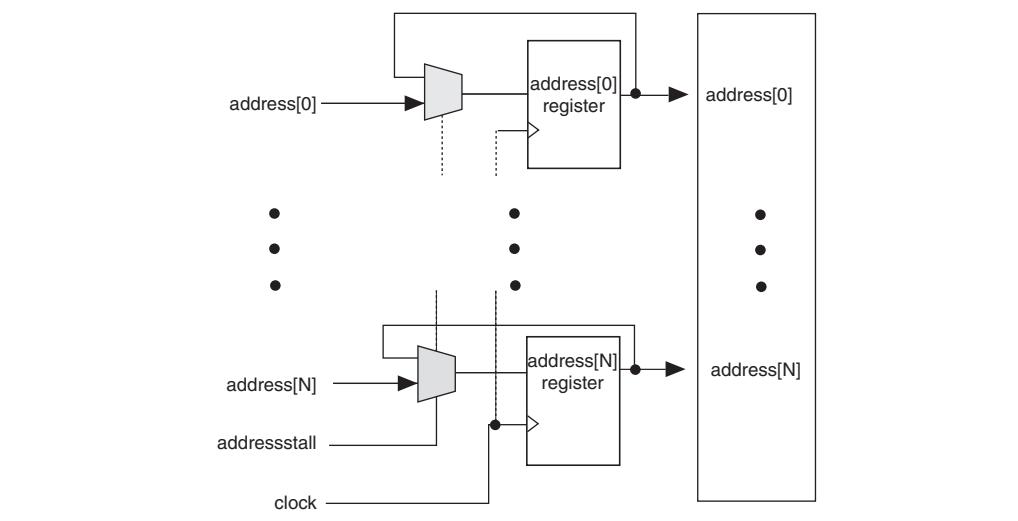 address[0]
address[0]
register
address[0]
address[N]
address[N]
register
address[N]
addressstall
clock